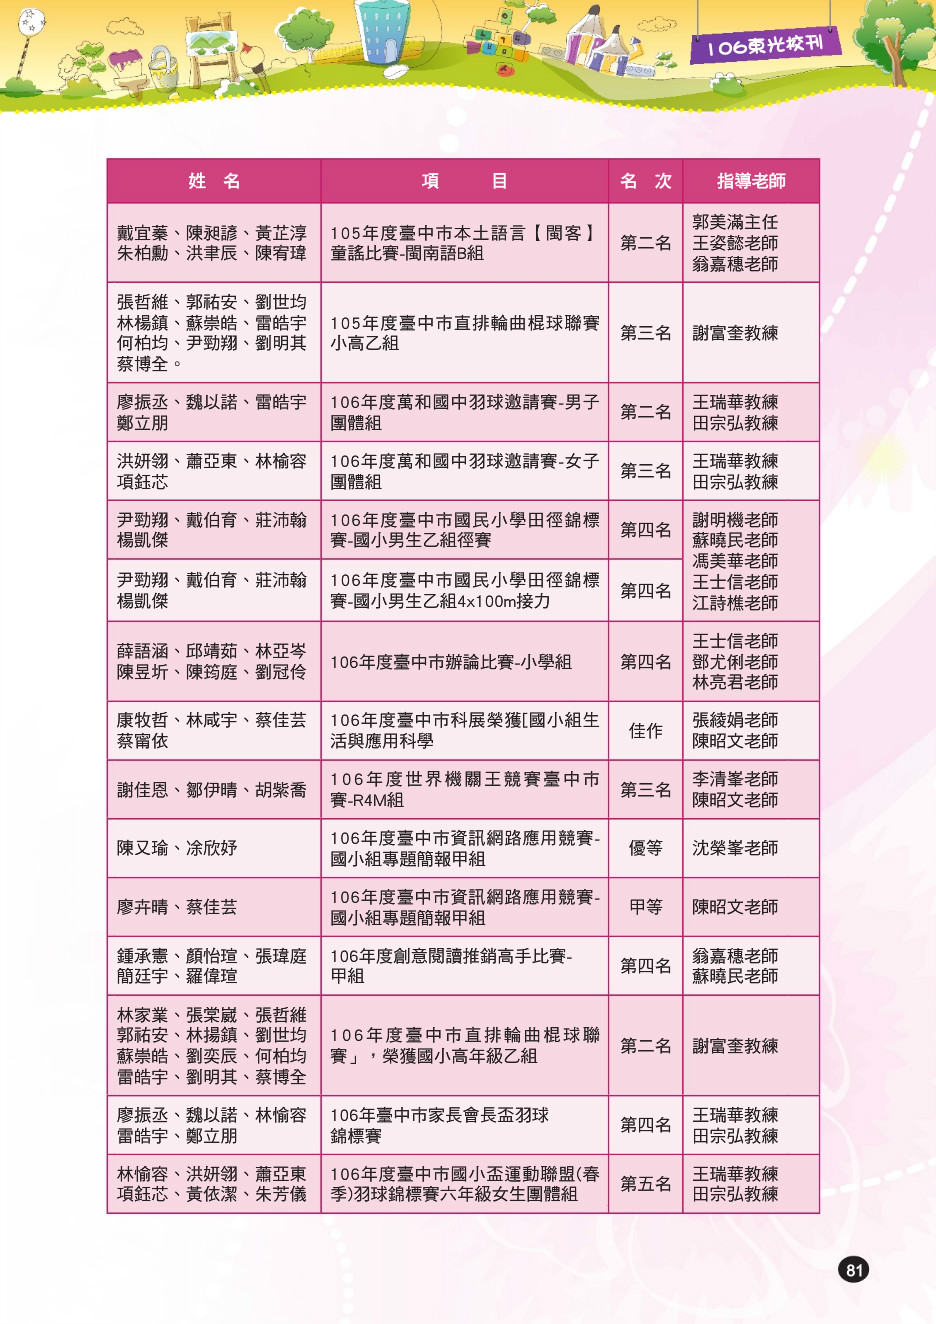 106東光校刊
姓 名 項 目 名 次 指導老師
戴宜蓁、陳昶諺、黃芷淳
朱柏勳、洪聿辰、陳宥瑋
105年度臺中市本土語言【閩客】
童謠比賽-閩南語B組
第二名
郭美滿主任
王姿懿老師
翁嘉穗老師
張哲維、郭祐安、劉世均
林楊鎮、蘇崇皓、雷皓宇
何柏均、尹勁翔、劉明其
蔡博全。
105年度臺中市直排輪曲棍球聯賽
小高乙組
第三名
謝富奎教練
廖振丞、魏以諾、雷皓宇
鄭立朋
106年度萬和國中羽球邀請賽-男子
團體組
第二名
王瑞華教練
田宗弘教練
洪妍翎、蕭亞東、林榆容
項鈺芯
106年度萬和國中羽球邀請賽-女子
團體組
第三名
王瑞華教練
田宗弘教練
尹勁翔、戴伯育、莊沛翰
楊凱傑
106年度臺中市國民小學田徑錦標
賽-國小男生乙組徑賽
第四名
謝明機老師
蘇曉民老師
馮美華老師
王士信老師
江詩樵老師
尹勁翔、戴伯育、莊沛翰
楊凱傑
106年度臺中市國民小學田徑錦標
賽-國小男生乙組4x100m接力
第四名
薛語涵、邱靖茹、林亞岑
陳昱圻、陳筠庭、劉冠伶
106年度臺中市辦論比賽-小學組
第四名
王士信老師
鄧尤俐老師
林亮君老師
康牧哲、林咸宇、蔡佳芸
蔡甯依
106年度臺中市科展榮獲[國小組生
活與應用科學
佳作
張綾娟老師
陳昭文老師
謝佳恩、鄒伊晴、胡紫喬
106年度世界機關王競賽臺中市
賽-R4M組
第三名
李清峯老師
陳昭文老師
陳又瑜、凃欣妤
106年度臺中市資訊網路應用競賽-
國小組專題簡報甲組
優等
沈榮峯老師
廖卉晴、蔡佳芸
106年度臺中市資訊網路應用競賽-
國小組專題簡報甲組
甲等
陳昭文老師
鍾承憲、顏怡瑄、張瑋庭
簡廷宇、羅偉瑄
106年度創意閱讀推銷高手比賽-
甲組
第四名
翁嘉穗老師
蘇曉民老師
林家業、張棠崴、張哲維
郭祐安、林揚鎮、劉世均
蘇崇皓、劉奕辰、何柏均
雷皓宇、劉明其、蔡博全
106年度臺中市直排輪曲棍球聯
賽」，榮獲國小高年級乙組
第二名
謝富奎教練
廖振丞、魏以諾、林愉容
雷皓宇、鄭立朋
106年臺中市家長會長盃羽球
錦標賽
第四名
王瑞華教練
田宗弘教練
林愉容、洪妍翎、蕭亞東
項鈺芯、黃依潔、朱芳儀
106年度臺中市國小盃運動聯盟(春
季)羽球錦標賽六年級女生團體組
第五名
王瑞華教練
田宗弘教練
81